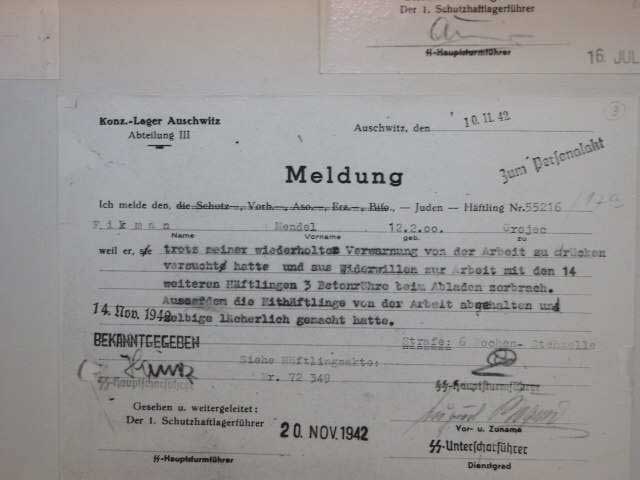 Der 1. Schutzhaftlagerführer
SS-Hauptsturmführer
16. JUL
3
Konz.-Lager Auschwitz
Abteilung III
Auschwitz, den 10.11.42
Zum Personalakt
Meldung
Ich melde den, die Schutz-, Vorb.-, Aso.-, Erz.-, Bifo.- — Juden - Häftling Nr. 55216
Fikman Mendel 12.2.00. Grojec
Name Vorname geb. zu
weil er, sie trotz meiner wiederholten Verwarnung von der Arbeit zu drücken
versucht hatte und aus Widerwillen zur Arbeit mit den 14
weiteren Häftlingen 3 Betonrohre beim Abladen zerbrach.
Ausserdem die Mithäftlinge von der Arbeit abgehalten und
selbige lächerlich gemacht hatte.
14. Nov. 1942
BEKANNTGEGEBEN
Strafe: 6 Wochen Stehzelle
Siehe Häftlingsakte:
Nr. 72 349
SS-Hauptscharführer
SS-Hauptsturmführer
Gesehen u. weitergeleitet:
Der 1. Schutzhaftlagerführer
20. NOV. 1942
Vor- u. Zuname
SS-Unterscharführer
SS-Hauptsturmführer
Dienstgrad